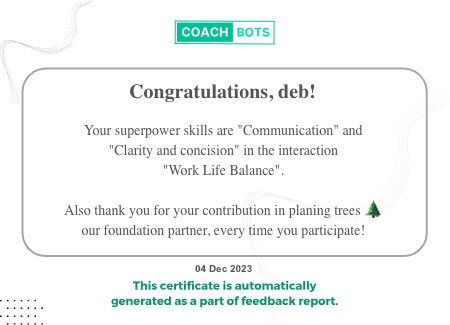 COACH BOTS
Congratulations, deb!
Your superpower skills are "Communication" and
"Clarity and concision" in the interaction
"Work Life Balance".
Also thank you for your contribution in planing trees 🌲
our foundation partner, every time you participate!
04 Dec 2023
This certificate is automatically
generated as a part of feedback report.